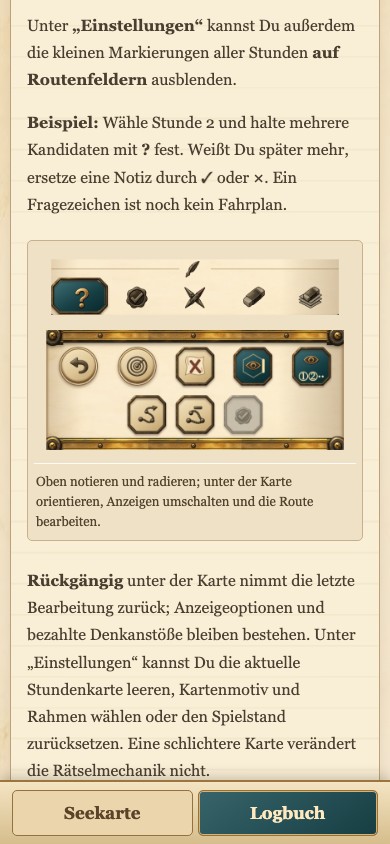 Unter „Einstellungen“ kannst Du außerdem
die kleinen Markierungen aller Stunden auf
Routenfeldern ausblenden.
Beispiel: Wähle Stunde 2 und halte mehrere
Kandidaten mit ? fest. Weißt Du später mehr,
ersetze eine Notiz durch ✓ oder ×. Ein
Fragezeichen ist noch kein Fahrplan.
?
①②··
Oben notieren und radieren; unter der Karte
orientieren, Anzeigen umschalten und die Route
bearbeiten.
Rückgängig unter der Karte nimmt die letzte
Bearbeitung zurück; Anzeigeoptionen und
bezahlte Denkanstöße bleiben bestehen. Unter
„Einstellungen“ kannst Du die aktuelle
Stundenkarte leeren, Kartenmotiv und
Rahmen wählen oder den Spielstand
zurücksetzen. Eine schlichtere Karte verändert
die Rätselmechanik nicht.
Seekarte
Logbuch